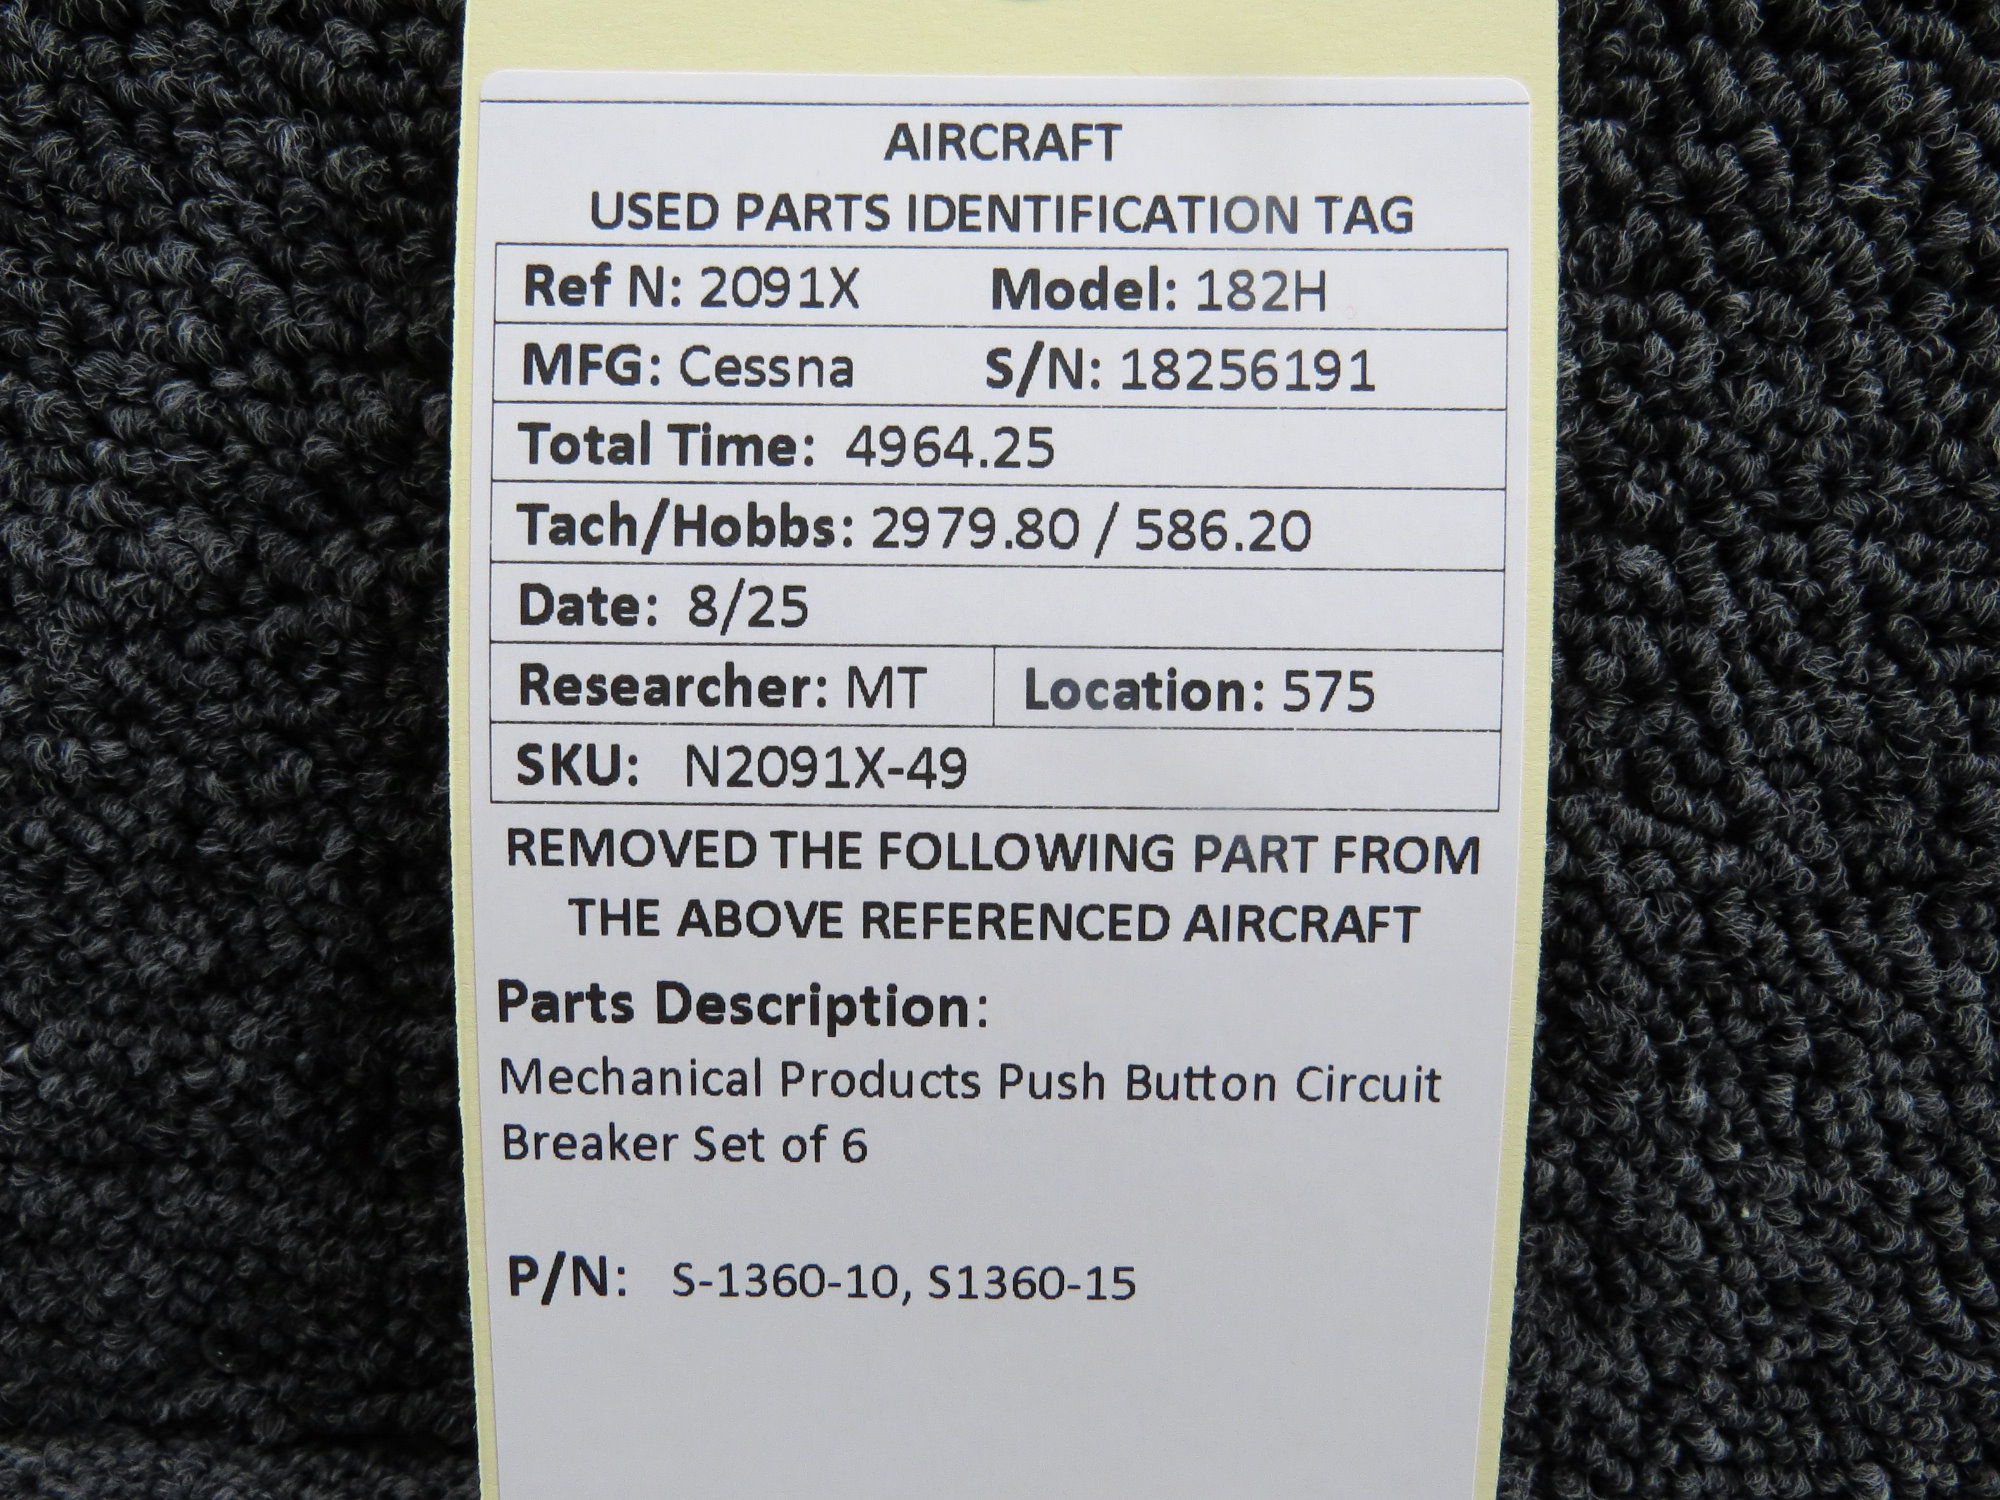 AIRCRAFT
USED PARTS IDENTIFICATION TAG
Ref N: 2091X Model: 182H
MFG: Cessna S/N: 18256191
Total Time: 4964.25
Tach/Hobbs: 2979.80 / 586.20
Date: 8/25
Researcher: MT Location: 575
SKU: N2091X-49
REMOVED THE FOLLOWING PART FROM
THE ABOVE REFERENCED AIRCRAFT
Parts Description:
Mechanical Products Push Button Circuit
Breaker Set of 6
P/N: S-1360-10, S1360-15